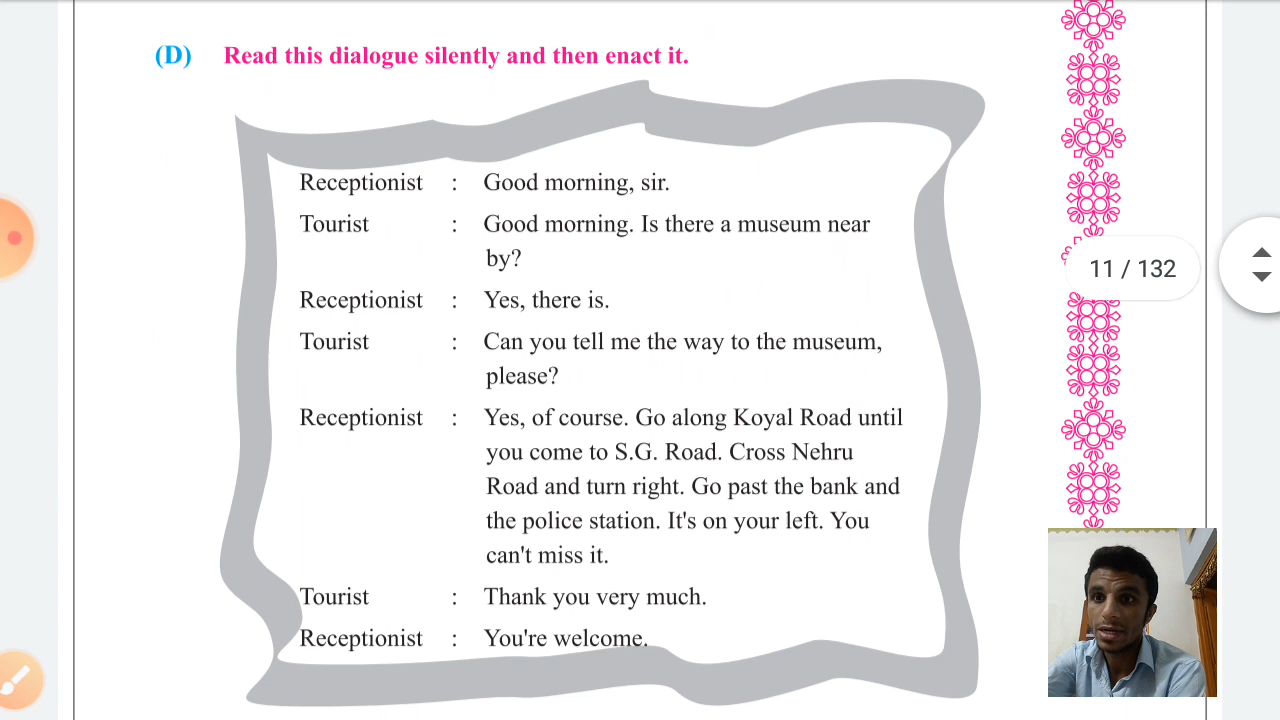 (D) Read this dialogue silently and then enact it.
Receptionist : Good morning, sir.
Tourist : Good morning. Is there a museum near
by?
Receptionist : Yes, there is.
Tourist : Can you tell me the way to the museum,
please?
Receptionist : Yes, of course. Go along Koyal Road until
you come to S.G. Road. Cross Nehru
Road and turn right. Go past the bank and
the police station. It's on your left. You
can't miss it.
Tourist : Thank you very much.
Receptionist : You're welcome.
11 / 132